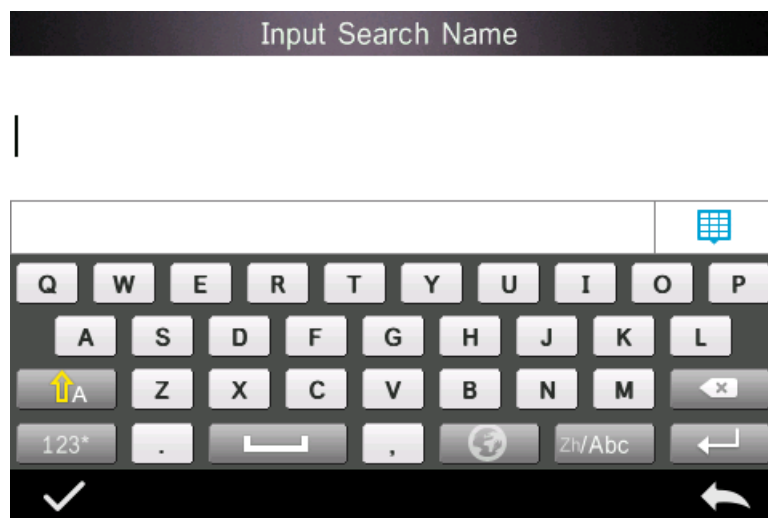 Input Search Name
Q W E R T Y U I O P
A S D F G H J K L
A Z X C V B N M
123* . , Zh/Abc